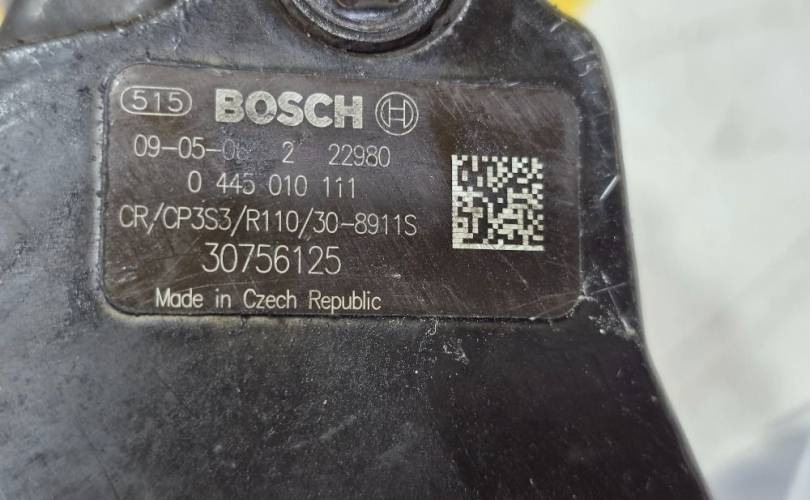 515 BOSCH
2 22980
0 445 010 111
CR/CP3S3/R110/30-8911S
30756125
Made in Czech Republic